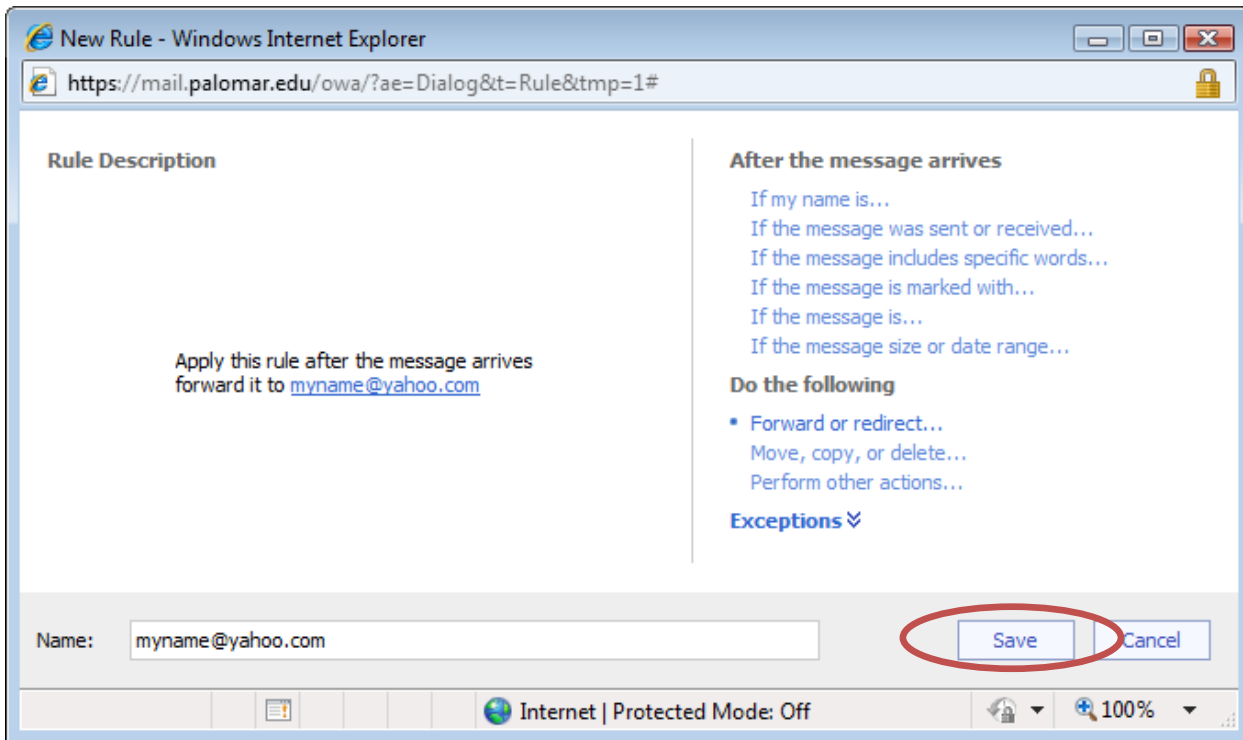 New Rule - Windows Internet Explorer
https://mail.palomar.edu/owa/?ae=Dialog&t=Rule&tmp=1#
Rule Description
Apply this rule after the message arrives
forward it to myname@yahoo.com
After the message arrives
If my name is...
If the message was sent or received...
If the message includes specific words...
If the message is marked with...
If the message is...
If the message size or date range...
Do the following
Forward or redirect...
Move, copy, or delete...
Perform other actions...
Exceptions
Name: myname@yahoo.com Save Cancel
Internet | Protected Mode: Off 100%